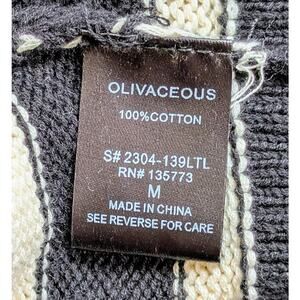 OLIVACEOUS
100%COTTON
S# 2304-139LTL
RN# 135773
M
MADE IN CHINA
SEE REVERSE FOR CARE